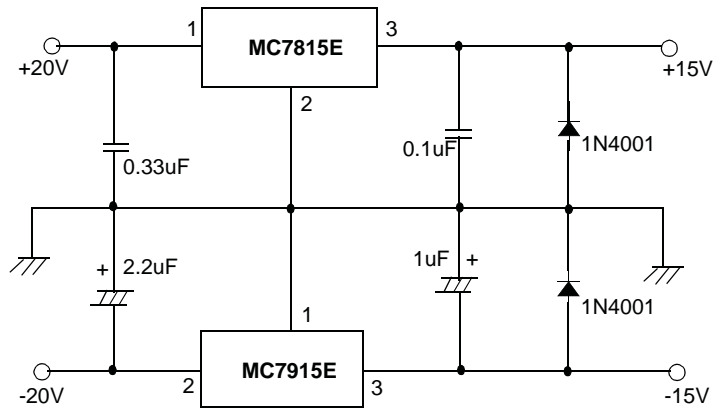 1
MC7815E
3
+20V
+15V
2
0.33uF
0.1uF
1N4001
+
2.2uF
1uF
+
1N4001
1
MC7915E
2
3
-20V
-15V